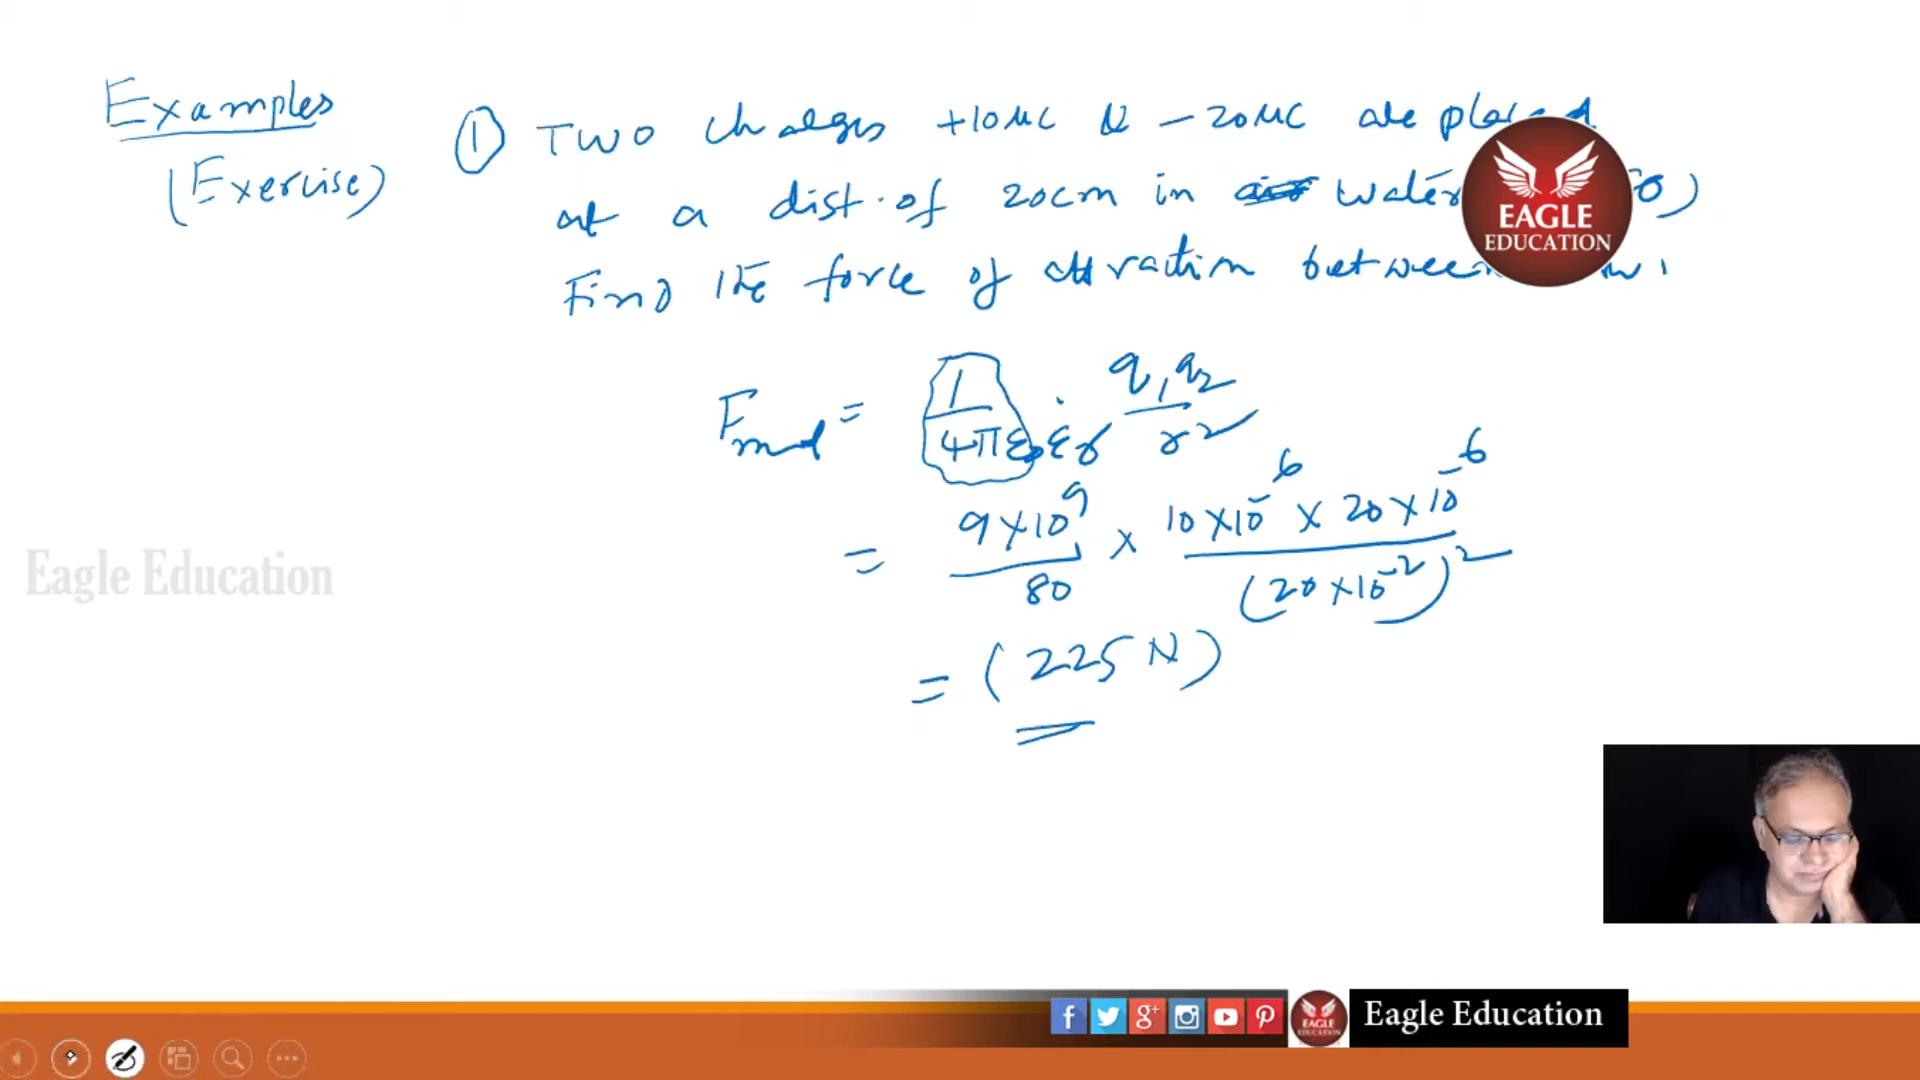 Examples
(Exercise)
① Two charges +10μC & -20μC are placed
at a dist. of 20cm in water
Find the force of attraction between
F_med = 1/4πε₀εr · q₁q₂/r²
= 9×10⁹/80 × 10×10⁻⁶ × 20×10⁻⁶/(20×10⁻²)²
= (225 N)
EAGLE
EDUCATION
Eagle Education
Eagle Education